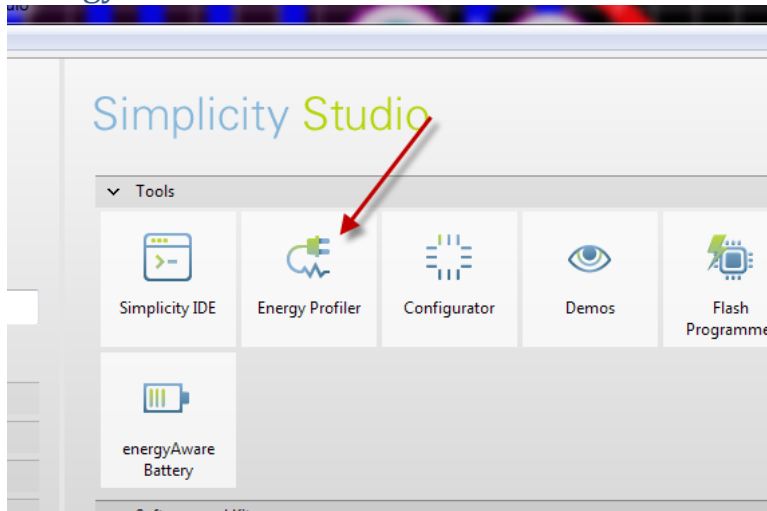 Simplicity Studio
Tools
Simplicity IDE
Energy Profiler
Configurator
Demos
Flash
Programme
energyAware
Battery